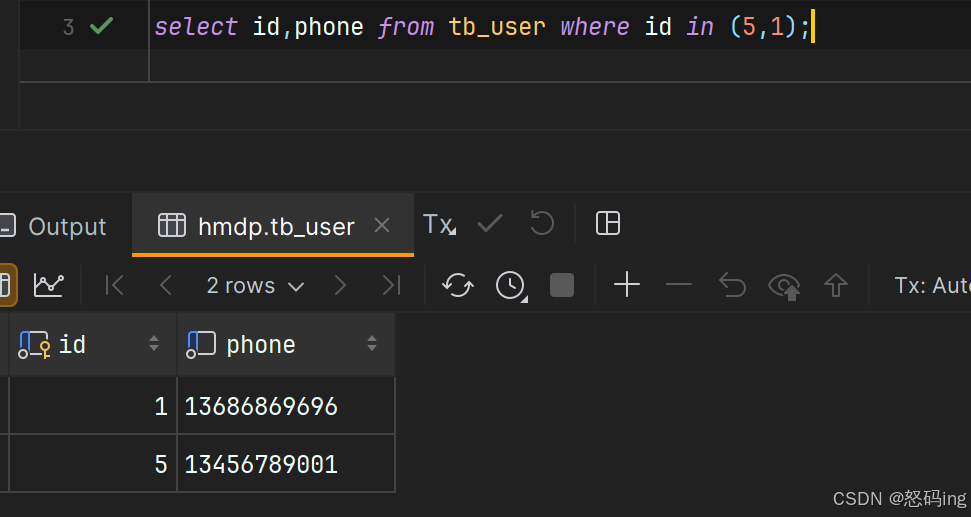 3 select id,phone from tb_user where id in (5,1);
Output hmdp.tb_user Tx
2 rows Tx: Aut
id phone
1 13686869696
5 13456789001
CSDN @怒码ing